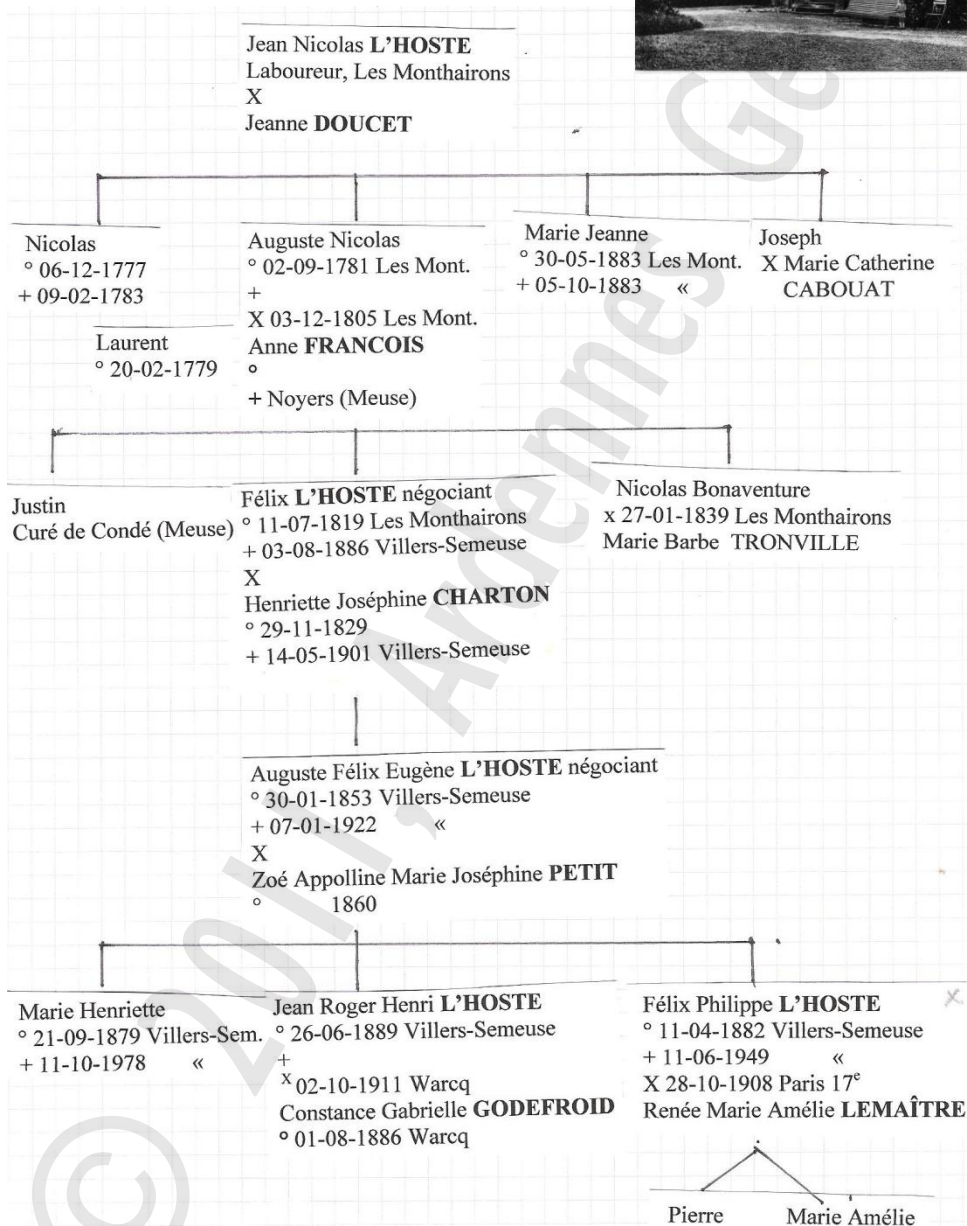 Jean Nicolas L'HOSTE
Laboureur, Les Monthairons
X
Jeanne DOUCET
Nicolas
° 06-12-1777
+ 09-02-1783
Laurent
° 20-02-1779
Auguste Nicolas
° 02-09-1781 Les Mont.
+
X 03-12-1805 Les Mont.
Anne FRANCOIS
°
+ Noyers (Meuse)
Marie Jeanne
° 30-05-1883 Les Mont.
+ 05-10-1883 «
Joseph
X Marie Catherine
CABOUAT
Justin
Curé de Condé (Meuse)
Félix L'HOSTE négociant
° 11-07-1819 Les Monthairons
+ 03-08-1886 Villers-Semeuse
X
Henriette Joséphine CHARTON
° 29-11-1829
+ 14-05-1901 Villers-Semeuse
Nicolas Bonaventure
x 27-01-1839 Les Monthairons
Marie Barbe TRONVILLE
Auguste Félix Eugène L'HOSTE négociant
° 30-01-1853 Villers-Semeuse
+ 07-01-1922 «
X
Zoé Appolline Marie Joséphine PETIT
° 1860
Marie Henriette
° 21-09-1879 Villers-Sem.
+ 11-10-1978 «
Jean Roger Henri L'HOSTE
° 26-06-1889 Villers-Semeuse
+
x 02-10-1911 Warcq
Constance Gabrielle GODEFROID
° 01-08-1886 Warcq
Félix Philippe L'HOSTE
° 11-04-1882 Villers-Semeuse
+ 11-06-1949 «
X 28-10-1908 Paris 17e
Renée Marie Amélie LEMAÎTRE
Pierre
Marie Amélie
© 2011, Ardennes Ge